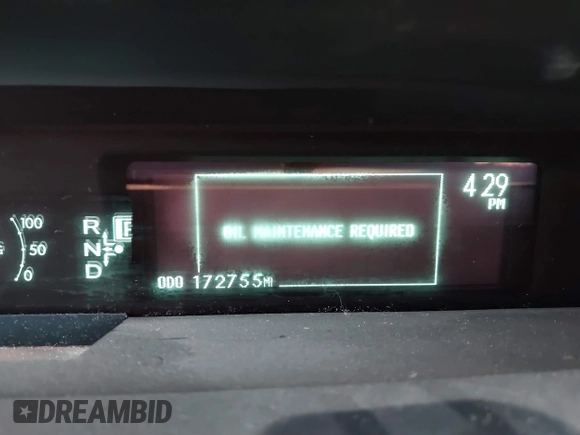 4:29
PM
OIL MAINTENANCE REQUIRED
100
50
0
R
N
D
P
ODO 172755MI
DREAMBID